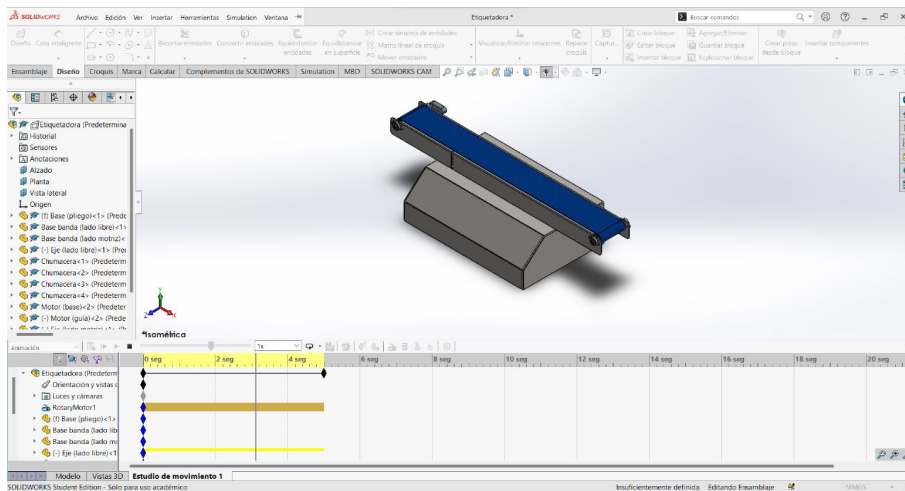 SOLIDWORKS Archivo Edición Ver Insertar Herramientas Simulation Ventana Etiquetadora * Buscar comandos
Diseño Cota inteligente Recortar entidades Convertir entidades Equidistanciar entidades Equidistanciar en superficie Crear simetría de entidades Matriz lineal de croquis Mover entidades Visualizar/Eliminar relaciones Reparar croquis Captur... Crear bloque Editar bloque Insertar bloque Agregar/Eliminar Guardar bloque Explosionar bloque Crear pieza desde bloque Insertar componentes
Ensamblaje Diseño Croquis Marca Calcular Complementos de SOLIDWORKS Simulation MBD SOLIDWORKS CAM
Etiquetadora (Predetermina
Historial
Sensores
Anotaciones
Alzado
Planta
Vista lateral
Origen
(f) Base (pliego)<1> (Prede
Base banda (lado libre)<1>
Base banda (lado motriz)<
(-) Eje (lado libre)<1> (Prec
Chumacera<1> (Predeterm
Chumacera<2> (Predeterm
Chumacera<3> (Predeterm
Chumacera<4> (Predeterm
Motor (base)<2> (Predeter
(-) Motor (guía)<2> (Predet
*Isométrica
Animación 1x
0 seg 2 seg 4 seg 6 seg 8 seg 10 seg 12 seg 14 seg 16 seg 18 seg 20 seg
Etiquetadora (Predeterm
Orientación y vistas d
Luces y cámaras
RotaryMotor1
(f) Base (pliego)<1>
Base banda (lado lib
Base banda (lado mo
(-) Eje (lado libre)<1
Modelo Vistas 3D Estudio de movimiento 1
SOLIDWORKS Student Edition - Sólo para uso académico Insuficientemente definida Editando Ensamblaje MMGS